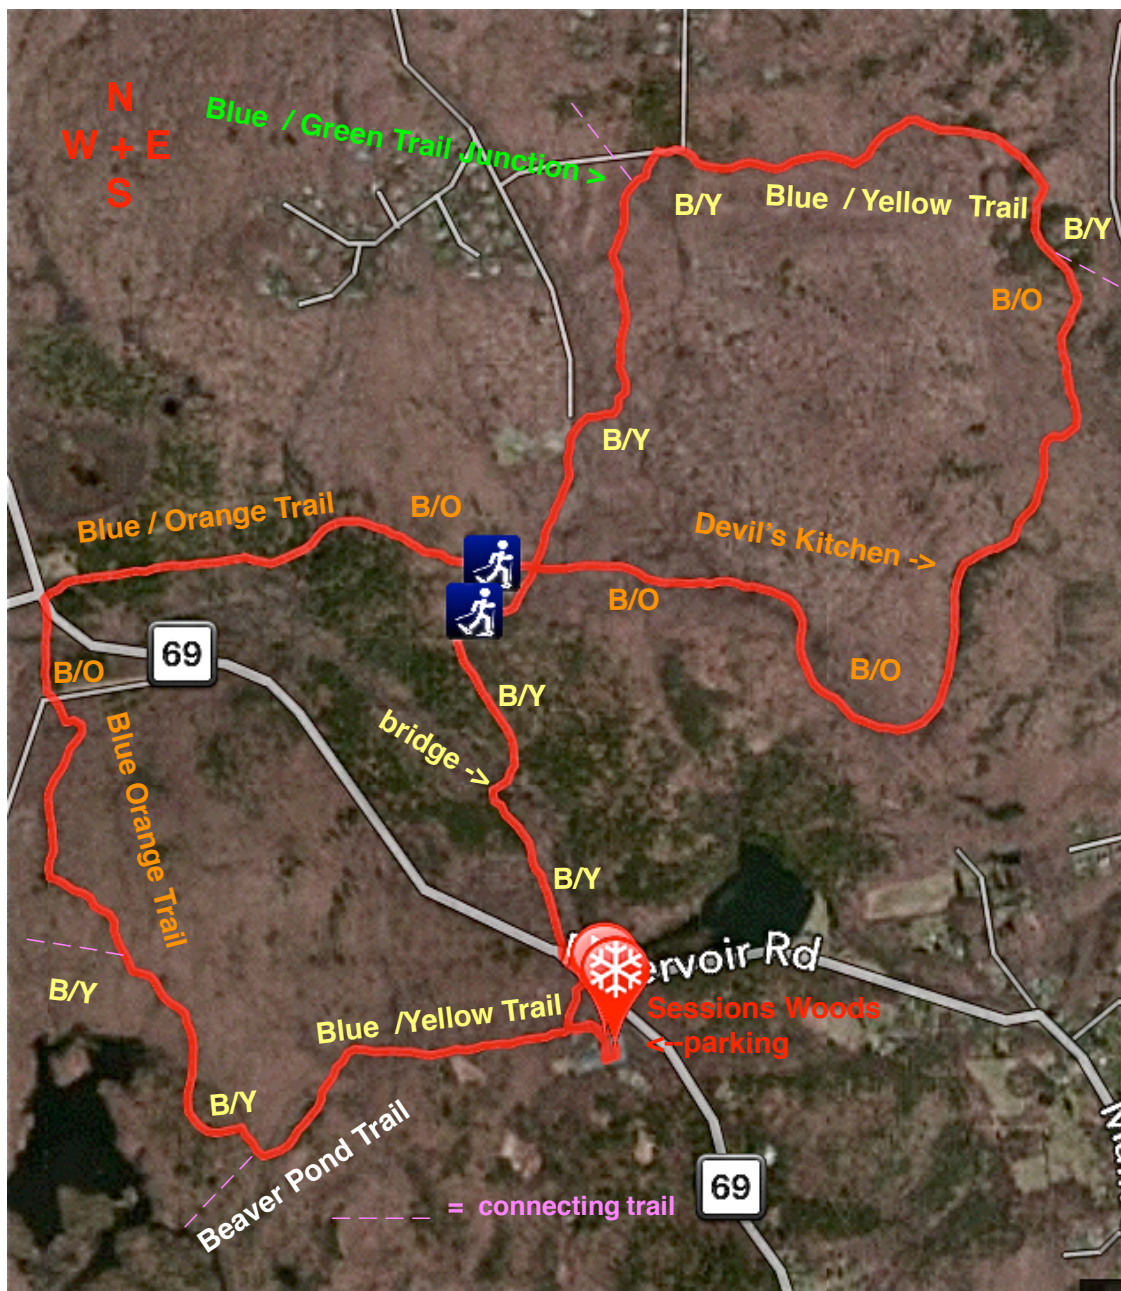 N
W + E
S
Blue / Green Trail Junction >
B/Y
Blue / Yellow Trail
B/Y
B/O
B/Y
Blue / Orange Trail
B/O
Devil's Kitchen ->
B/O
69
B/O
B/O
B/Y
Blue Orange Trail
bridge ->
B/Y
Rd
B/Y
Sessions Woods
<--parking
Blue /Yellow Trail
B/Y
Beaver Pond Trail
69
= connecting trail